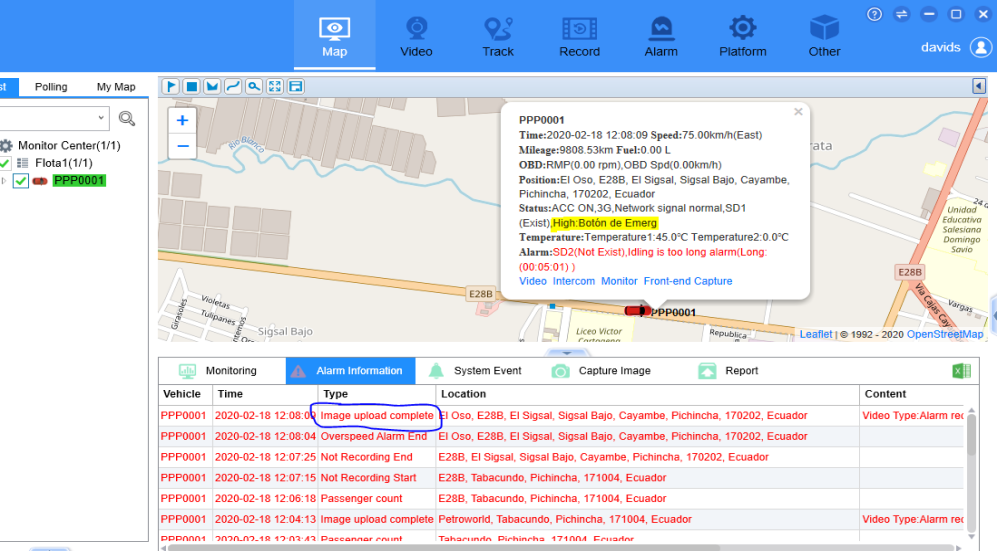 Map Video Track Record Alarm Platform Other
davids
st Polling My Map
Monitor Center(1/1)
Flota1(1/1)
PPP0001
+
−
Río Blanco
PPP0001
Time:2020-02-18 12:08:09 Speed:75.00km/h(East)
Mileage:9808.53km Fuel:0.00 L
OBD:RMP(0.00 rpm),OBD Spd(0.00km/h)
Position:El Oso, E28B, El Sigsal, Sigsal Bajo, Cayambe,
Pichincha, 170202, Ecuador
Status:ACC ON,3G,Network signal normal,SD1
(Exist),High:Botón de Emerg
Temperature:Temperature1:45.0°C Temperature2:0.0°C
Alarm:SD2(Not Exist),Idling is too long alarm(Long:
(00:05:01) )
Video Intercom Monitor Front-end Capture
rata
24 d
Unidad
Educativa
Salesiana
Domingo
Savio
E28B
E28B
Vía Cajas Cay
Vargas
Girasoles
Violetas
Tulipanes
Sigsal Bajo
PPP0001
Liceo Victor
Cartagena
Republica
Leaflet | © 1992 - 2020 OpenStreetMap
Monitoring Alarm Information System Event Capture Image Report
Vehicle Time Type Location Content
PPP0001 2020-02-18 12:08:09 Image upload complete El Oso, E28B, El Sigsal, Sigsal Bajo, Cayambe, Pichincha, 170202, Ecuador Video Type:Alarm rec
PPP0001 2020-02-18 12:08:04 Overspeed Alarm End El Oso, E28B, El Sigsal, Sigsal Bajo, Cayambe, Pichincha, 170202, Ecuador
PPP0001 2020-02-18 12:07:25 Not Recording End E28B, El Sigsal, Sigsal Bajo, Cayambe, Pichincha, 170202, Ecuador
PPP0001 2020-02-18 12:07:15 Not Recording Start E28B, Tabacundo, Pichincha, 171004, Ecuador
PPP0001 2020-02-18 12:06:18 Passenger count E28B, Tabacundo, Pichincha, 171004, Ecuador
PPP0001 2020-02-18 12:04:13 Image upload complete Petroworld, Tabacundo, Pichincha, 171004, Ecuador Video Type:Alarm rec
PPP0001 2020-02-18 12:03:43 Passenger count Tabacundo, Pichincha, 171004, Ecuador